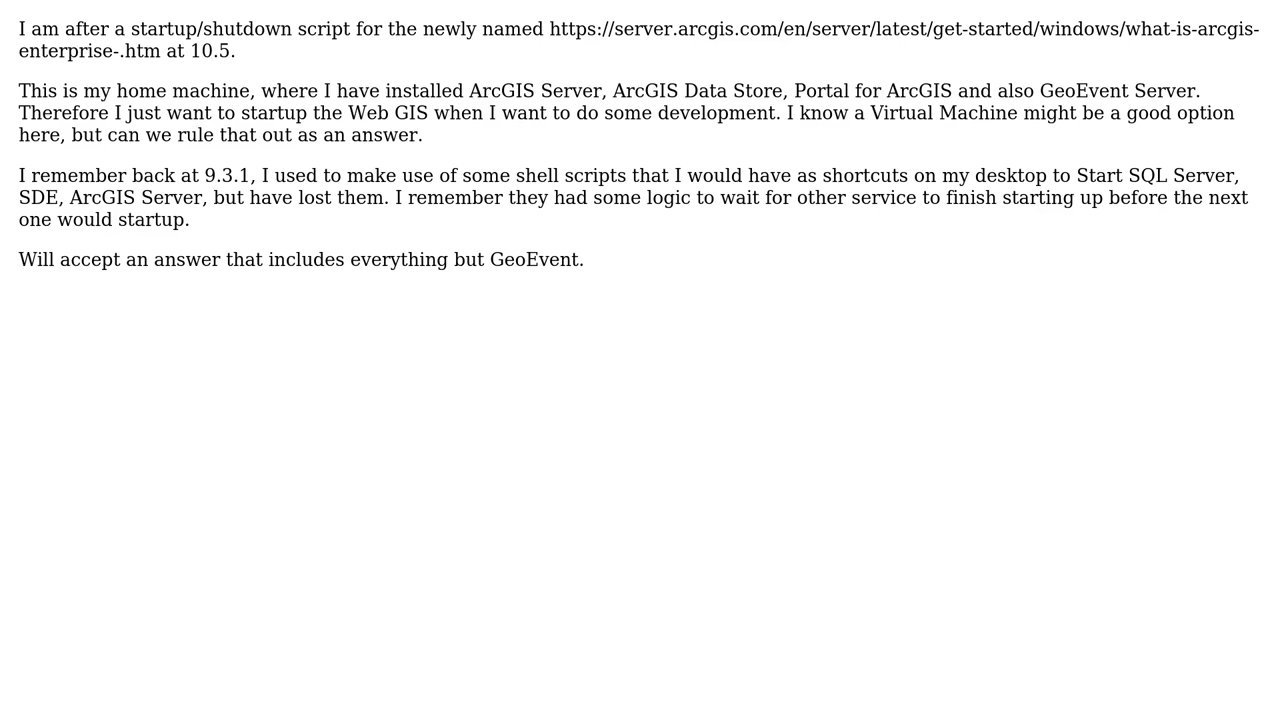 I am after a startup/shutdown script for the newly named https://server.arcgis.com/en/server/latest/get-started/windows/what-is-arcgis-
enterprise-.htm at 10.5.
This is my home machine, where I have installed ArcGIS Server, ArcGIS Data Store, Portal for ArcGIS and also GeoEvent Server.
Therefore I just want to startup the Web GIS when I want to do some development. I know a Virtual Machine might be a good option
here, but can we rule that out as an answer.
I remember back at 9.3.1, I used to make use of some shell scripts that I would have as shortcuts on my desktop to Start SQL Server,
SDE, ArcGIS Server, but have lost them. I remember they had some logic to wait for other service to finish starting up before the next
one would startup.
Will accept an answer that includes everything but GeoEvent.